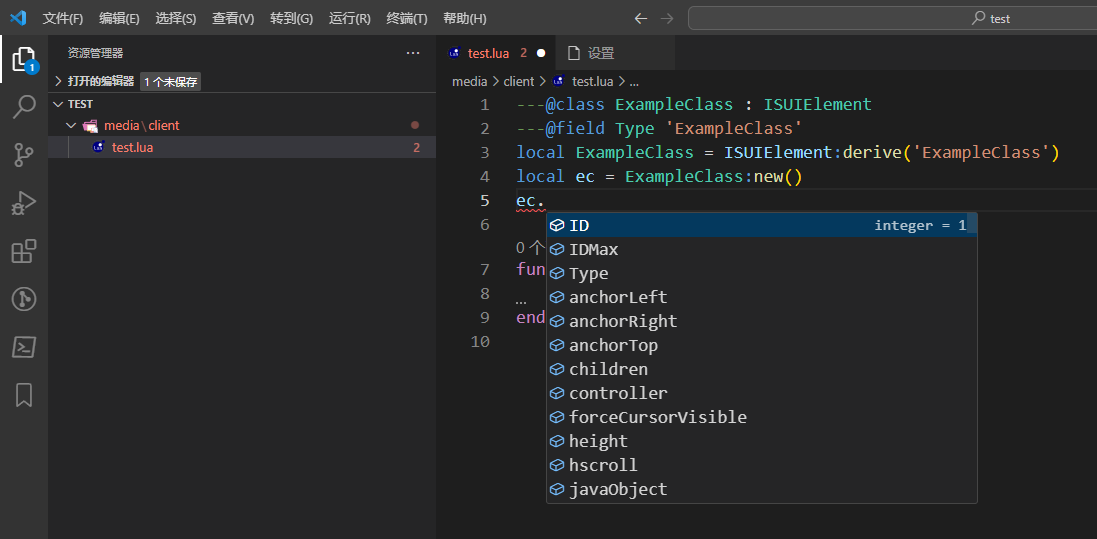 文件(F) 编辑(E) 选择(S) 查看(V) 转到(G) 运行(R) 终端(T) 帮助(H) test
资源管理器 ...
打开的编辑器 1 个未保存
TEST
media\client
test.lua 2
1
test.lua 2 设置
media > client > test.lua > ...
1 ---@class ExampleClass : ISUIElement
2 ---@field Type 'ExampleClass'
3 local ExampleClass = ISUIElement:derive('ExampleClass')
4 local ec = ExampleClass:new()
5 ec.
6
0 个
7 fun
8 ...
9 end
10
ID integer = 1
IDMax
Type
anchorLeft
anchorRight
anchorTop
children
controller
forceCursorVisible
height
hscroll
javaObject